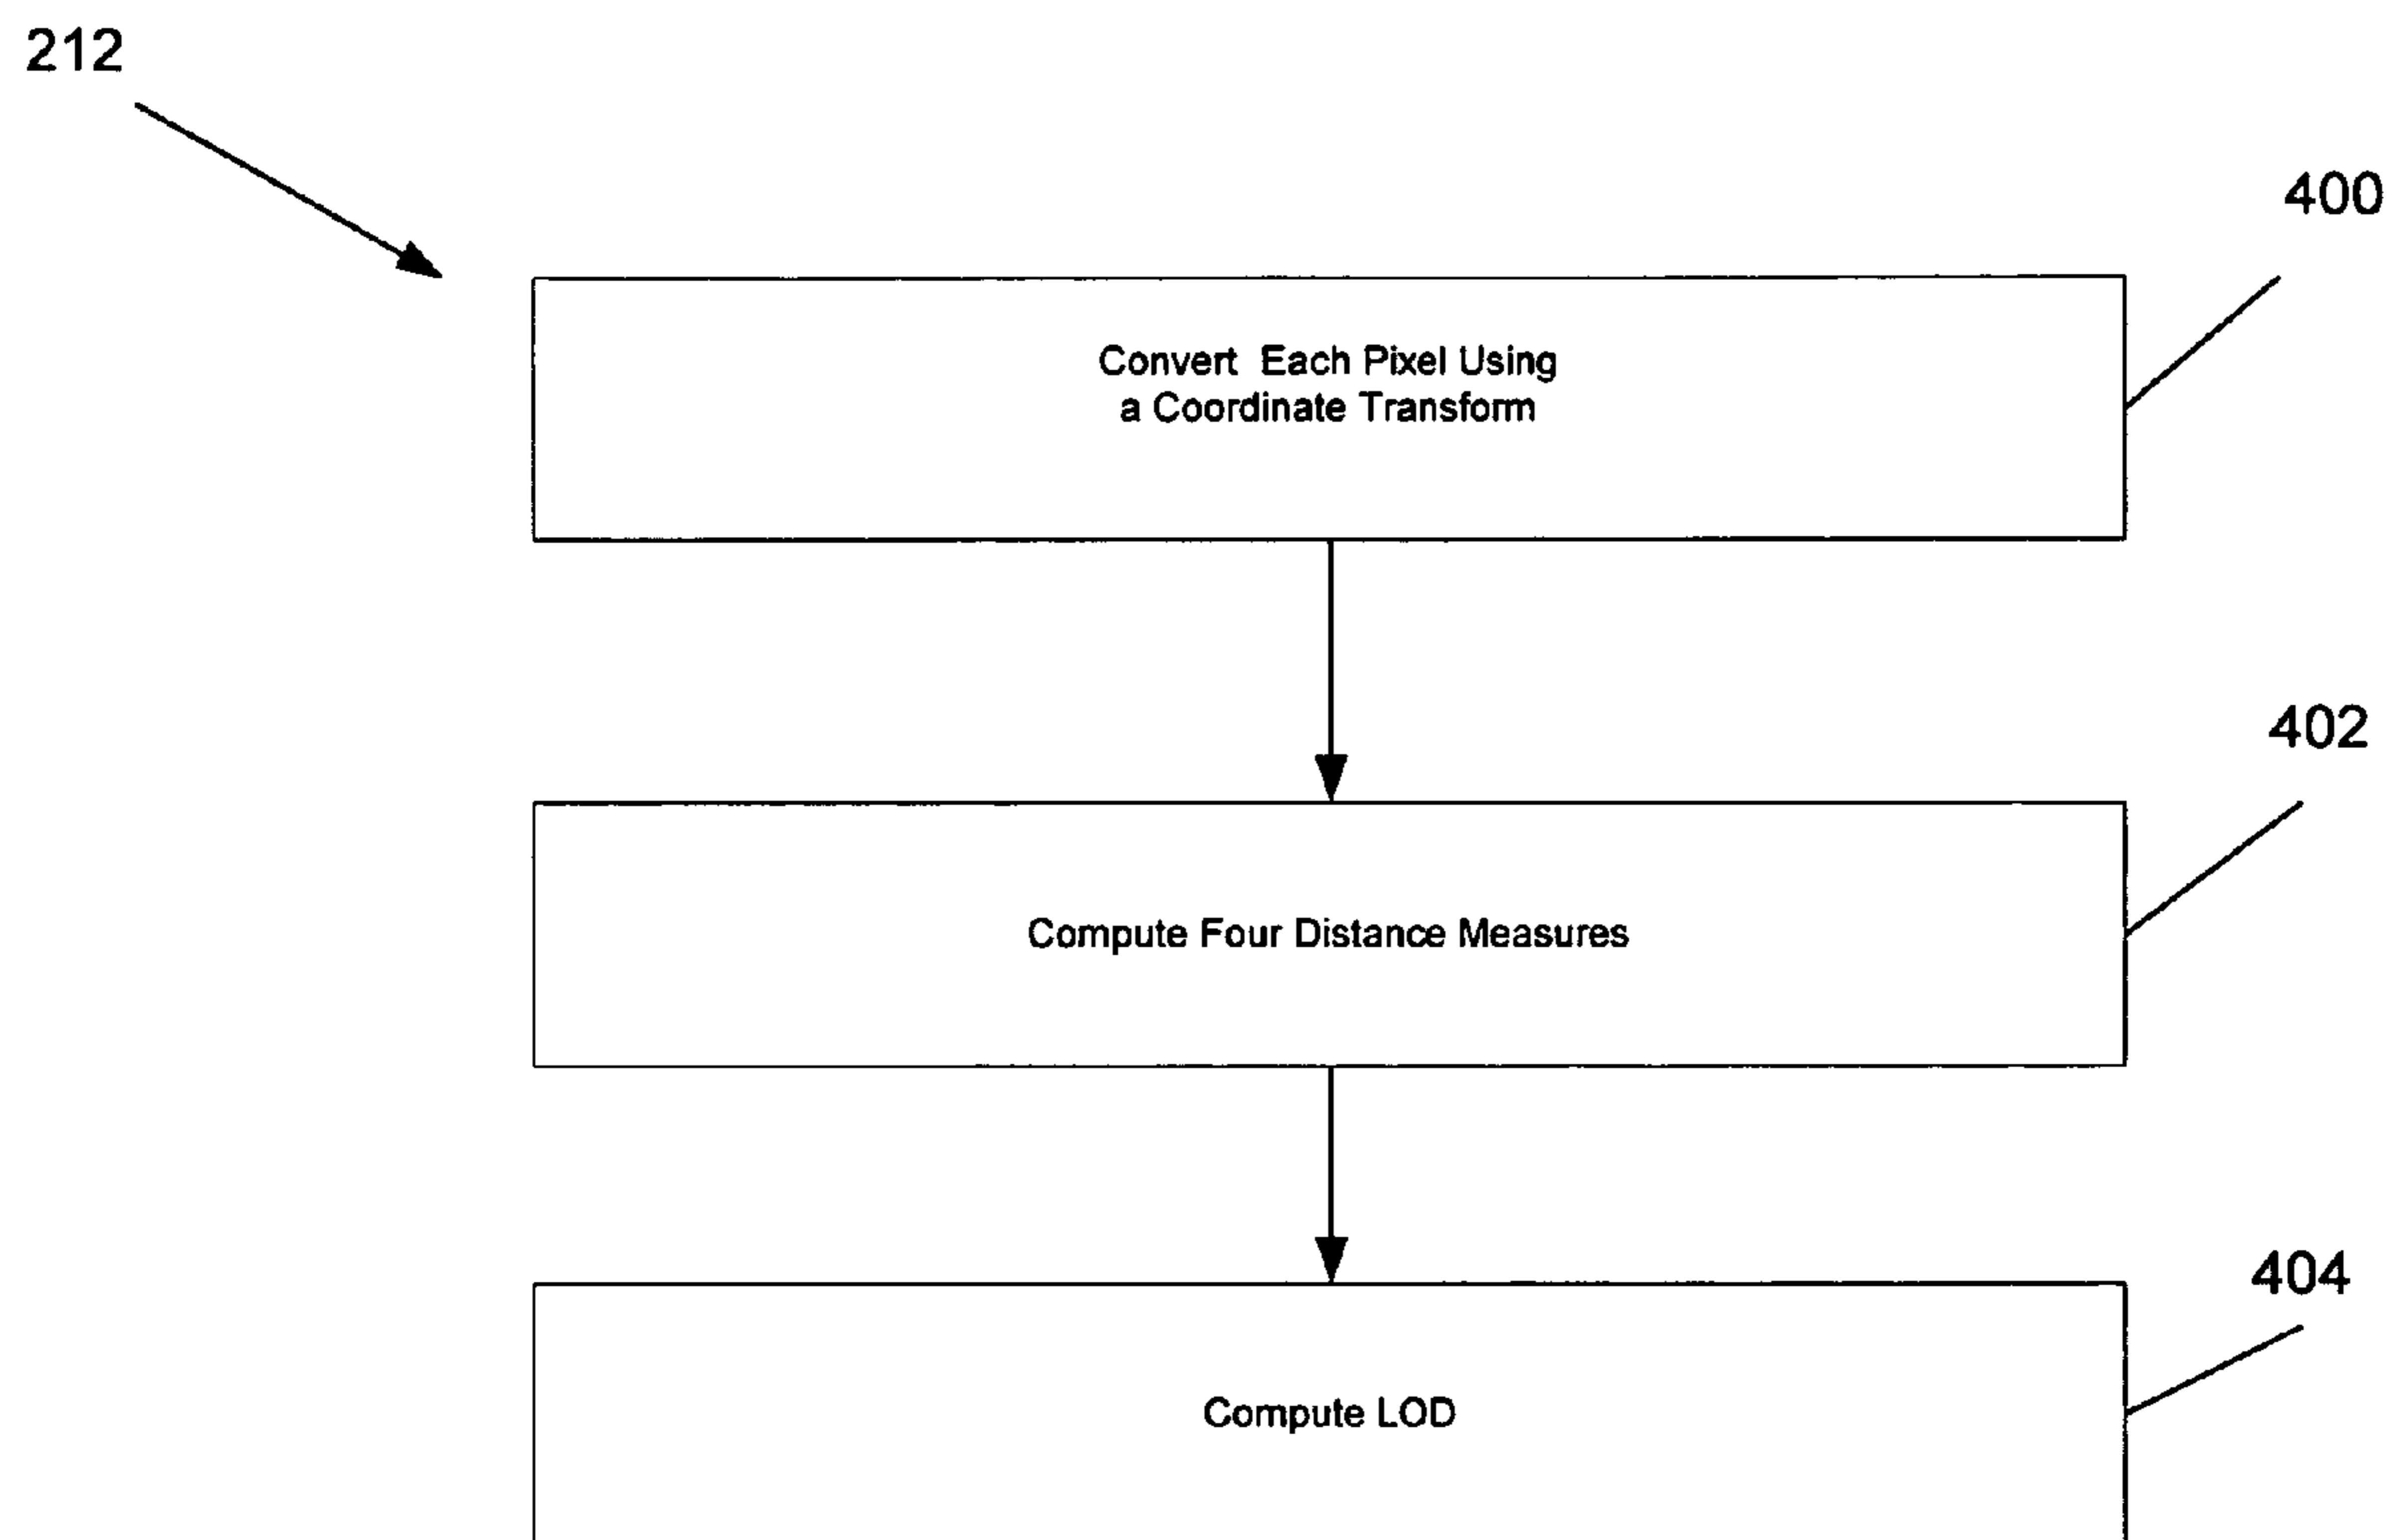 212
400
Convert Each Pixel Using
a Coordinate Transform
402
Compute Four Distance Measures
404
Compute LOD